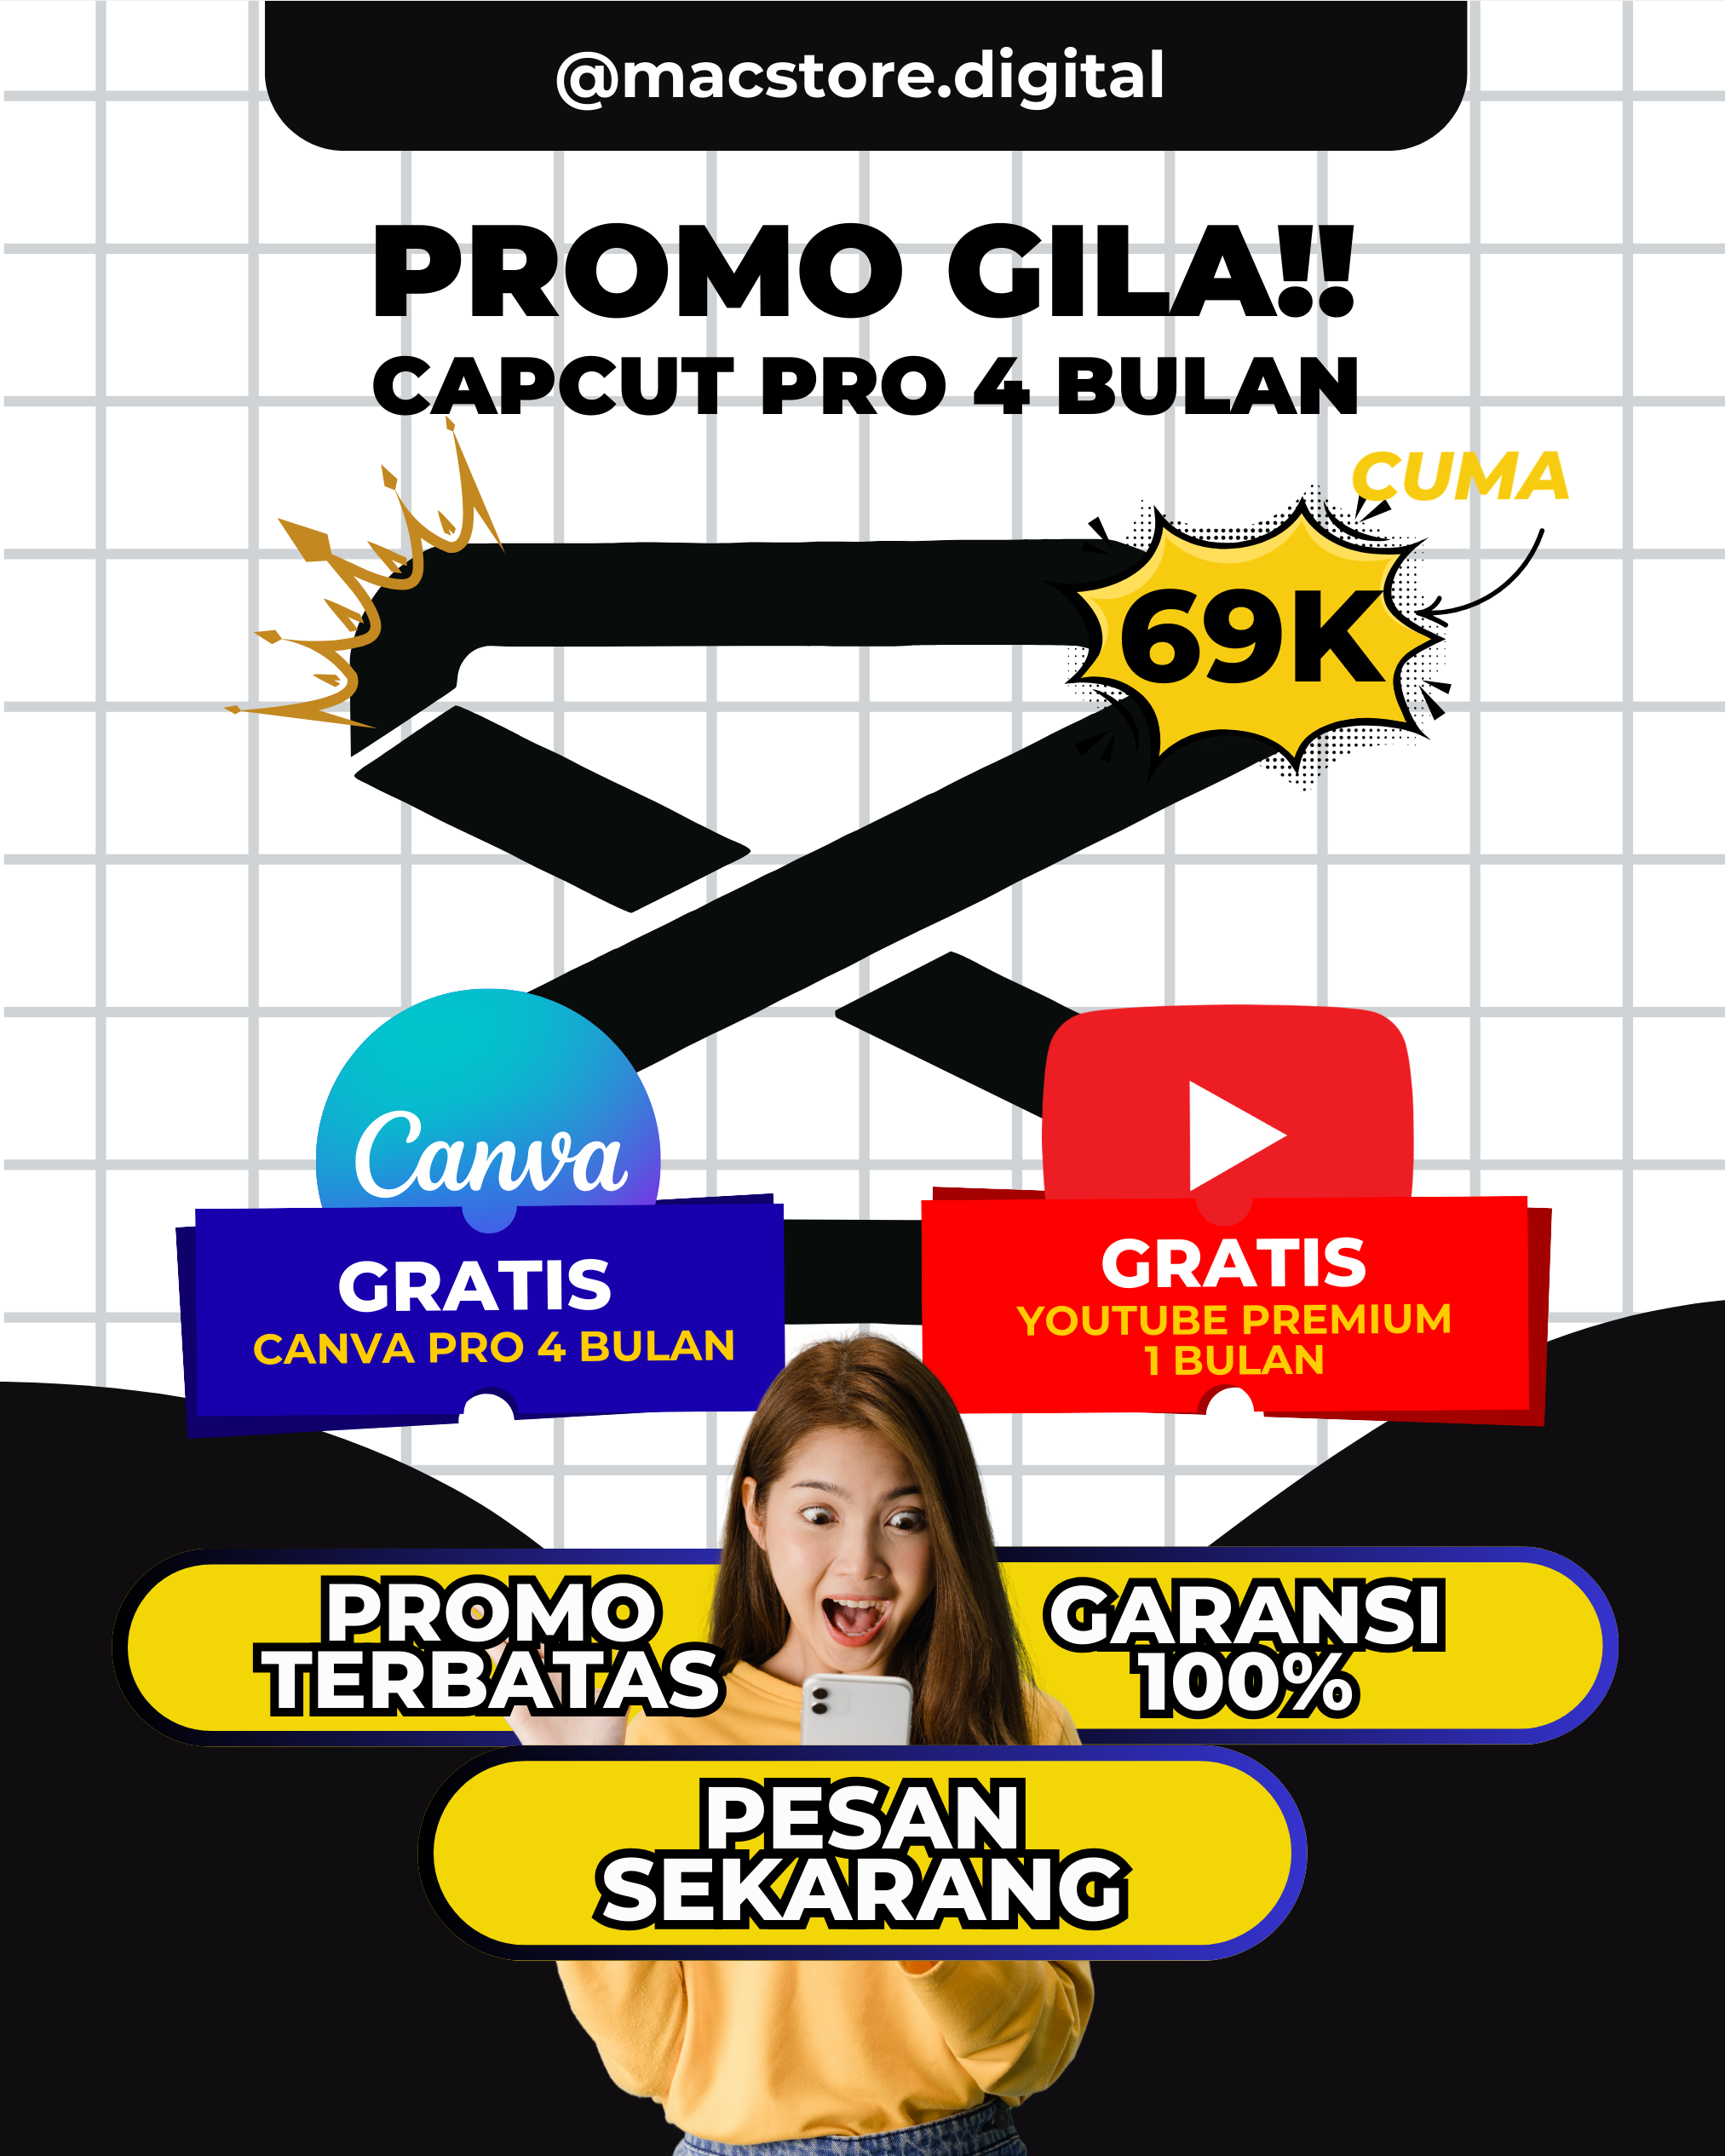 @macstore.digital
PROMO GILA!!
CAPCUT PRO 4 BULAN
CUMA
69K
Canva
GRATIS
CANVA PRO 4 BULAN
GRATIS
YOUTUBE PREMIUM
1 BULAN
PROMO
TERBATAS
GARANSI
100%
PESAN
SEKARANG